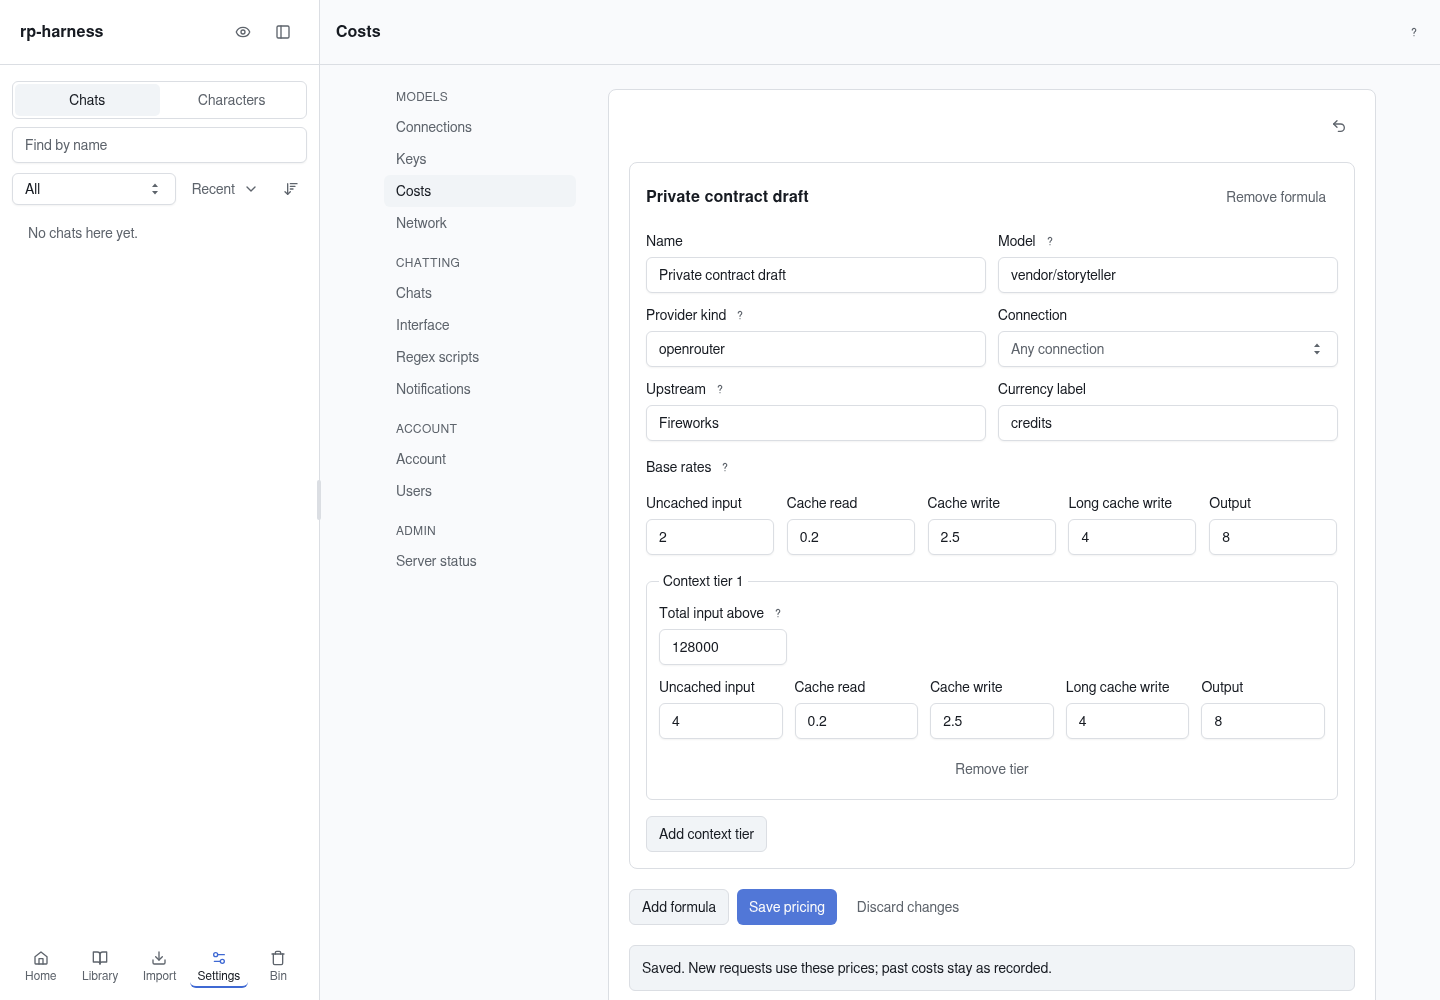 rp-harness
Costs
?
Chats
Characters
Find by name
All
Recent
No chats here yet.
MODELS
Connections
Keys
Costs
Network
CHATTING
Chats
Interface
Regex scripts
Notifications
ACCOUNT
Account
Users
ADMIN
Server status
Private contract draft
Remove formula
Name
Model ?
Private contract draft
vendor/storyteller
Provider kind ?
Connection
openrouter
Any connection
Upstream ?
Currency label
Fireworks
credits
Base rates ?
Uncached input
Cache read
Cache write
Long cache write
Output
2
0.2
2.5
4
8
Context tier 1
Total input above ?
128000
Uncached input
Cache read
Cache write
Long cache write
Output
4
0.2
2.5
4
8
Remove tier
Add context tier
Add formula
Save pricing
Discard changes
Saved. New requests use these prices; past costs stay as recorded.
Home
Library
Import
Settings
Bin